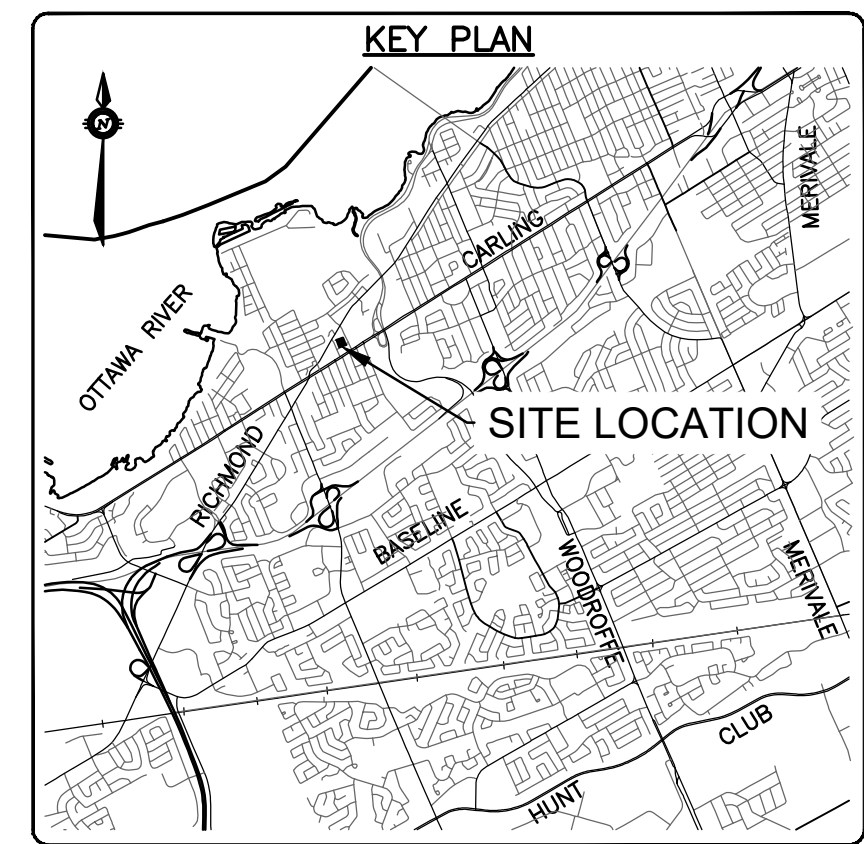 KEY PLAN
N
MERIVALE
CARLING
OTTAWA RIVER
SITE LOCATION
RICHMOND
BASELINE
WOODROFFE
MERIVALE
HUNT CLUB